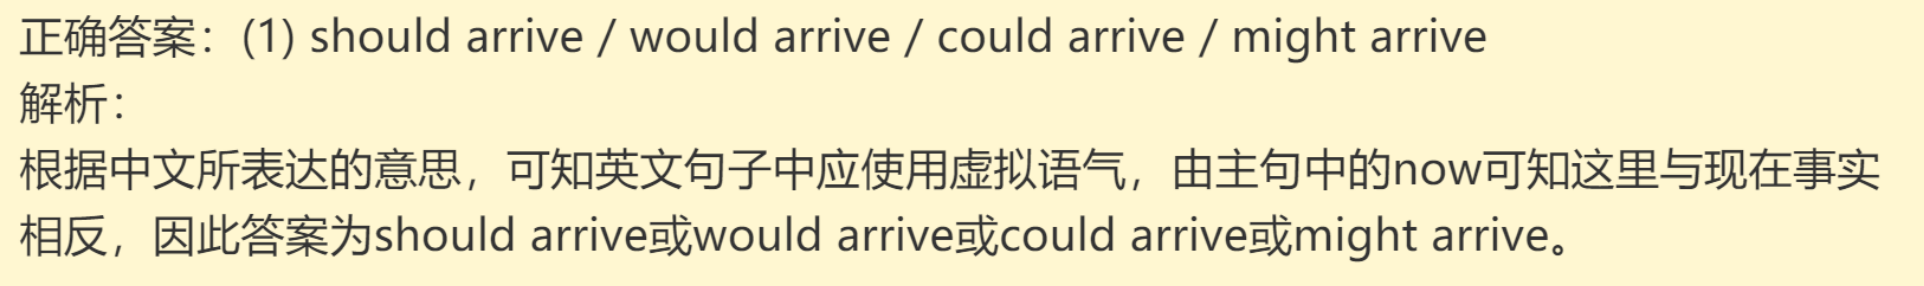 正确答案：(1) should arrive / would arrive / could arrive / might arrive
解析：
根据中文所表达的意思，可知英文句子中应使用虚拟语气，由主句中的now可知这里与现在事实
相反，因此答案为should arrive或would arrive或could arrive或might arrive。